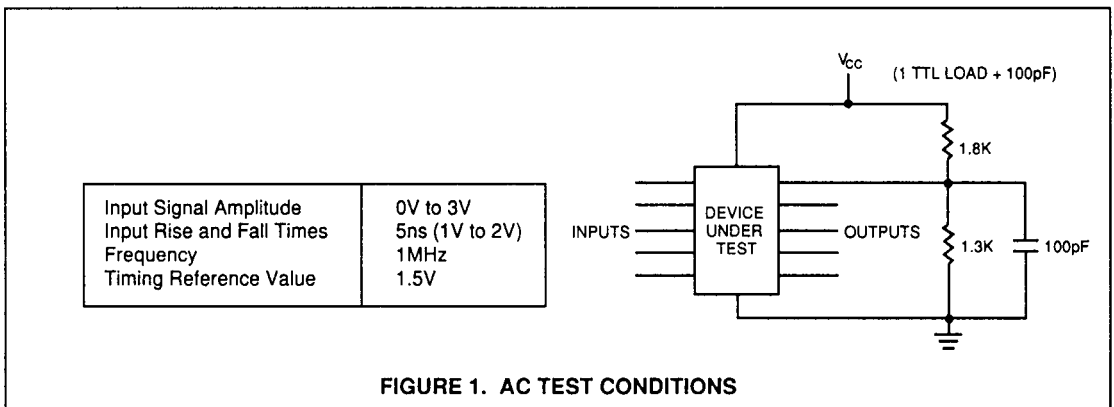 V_CC
(1 TTL LOAD + 100pF)
1.8K
Input Signal Amplitude 0V to 3V
Input Rise and Fall Times 5ns (1V to 2V)
Frequency 1MHz
Timing Reference Value 1.5V
INPUTS
DEVICE
UNDER
TEST
OUTPUTS
1.3K
100pF
FIGURE 1. AC TEST CONDITIONS